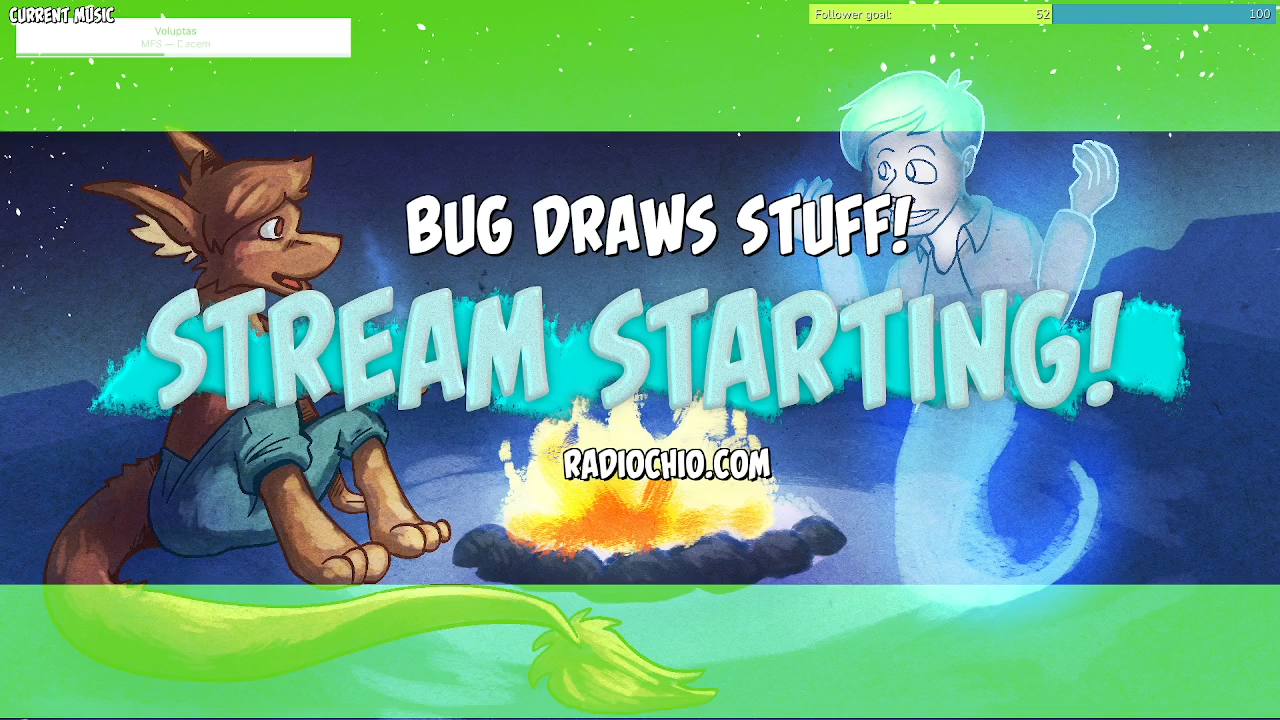 CURRENT MUSIC
Voluptas
Follower goal: 52 100
BUG DRAWS STUFF!
STREAM STARTING!
RADIOCHIO.COM